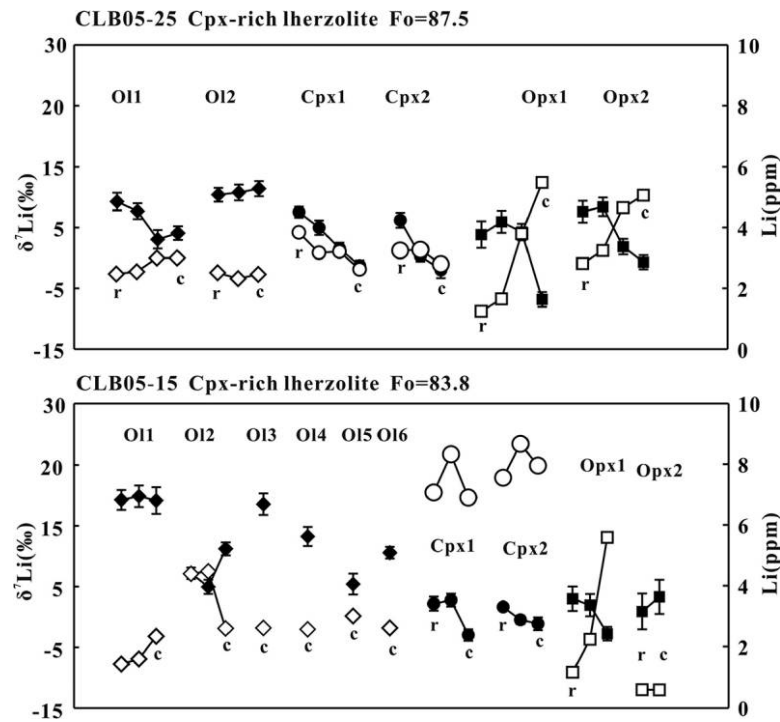 CLB05-25 Cpx-rich lherzolite Fo=87.5
30 10
Ol1 Ol2 Cpx1 Cpx2 Opx1 Opx2
20 8
15 6
5 4
-5 2
-15 0
δ⁷Li(‰)
Li(ppm)
r c r c r c r c r c r c
CLB05-15 Cpx-rich lherzolite Fo=83.8
30 10
Ol1 Ol2 Ol3 Ol4 Ol5 Ol6 Opx1 Opx2
20 8
15 6
Cpx1 Cpx2
5 4
-5 2
-15 0
δ⁷Li(‰)
Li(ppm)
c c c c c c r c r c r r c